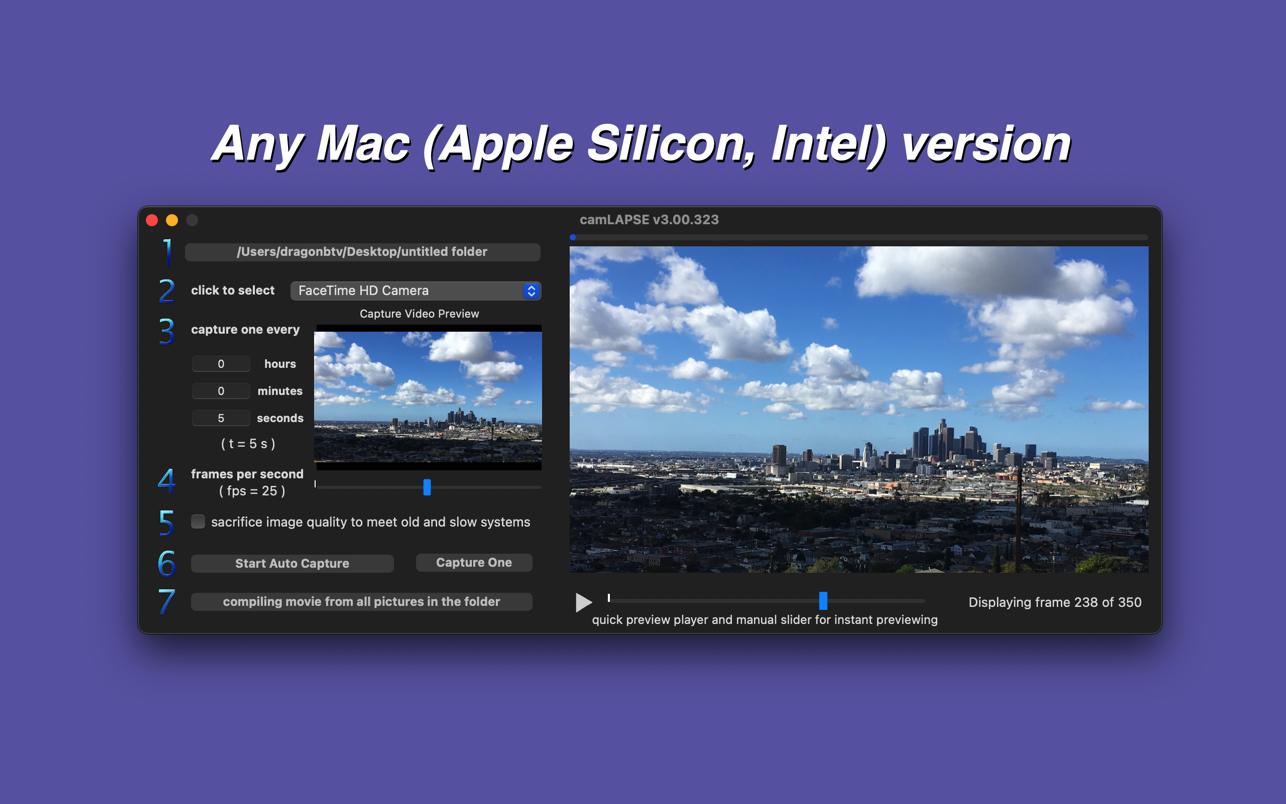 Any Mac (Apple Silicon, Intel) version
camLAPSE v3.00.323
1 /Users/dragonbtv/Desktop/untitled folder
2 click to select FaceTime HD Camera
Capture Video Preview
3 capture one every
0 hours
0 minutes
5 seconds
( t = 5 s )
4 frames per second
( fps = 25 )
5 sacrifice image quality to meet old and slow systems
6 Start Auto Capture Capture One
7 compiling movie from all pictures in the folder
Displaying frame 238 of 350
quick preview player and manual slider for instant previewing